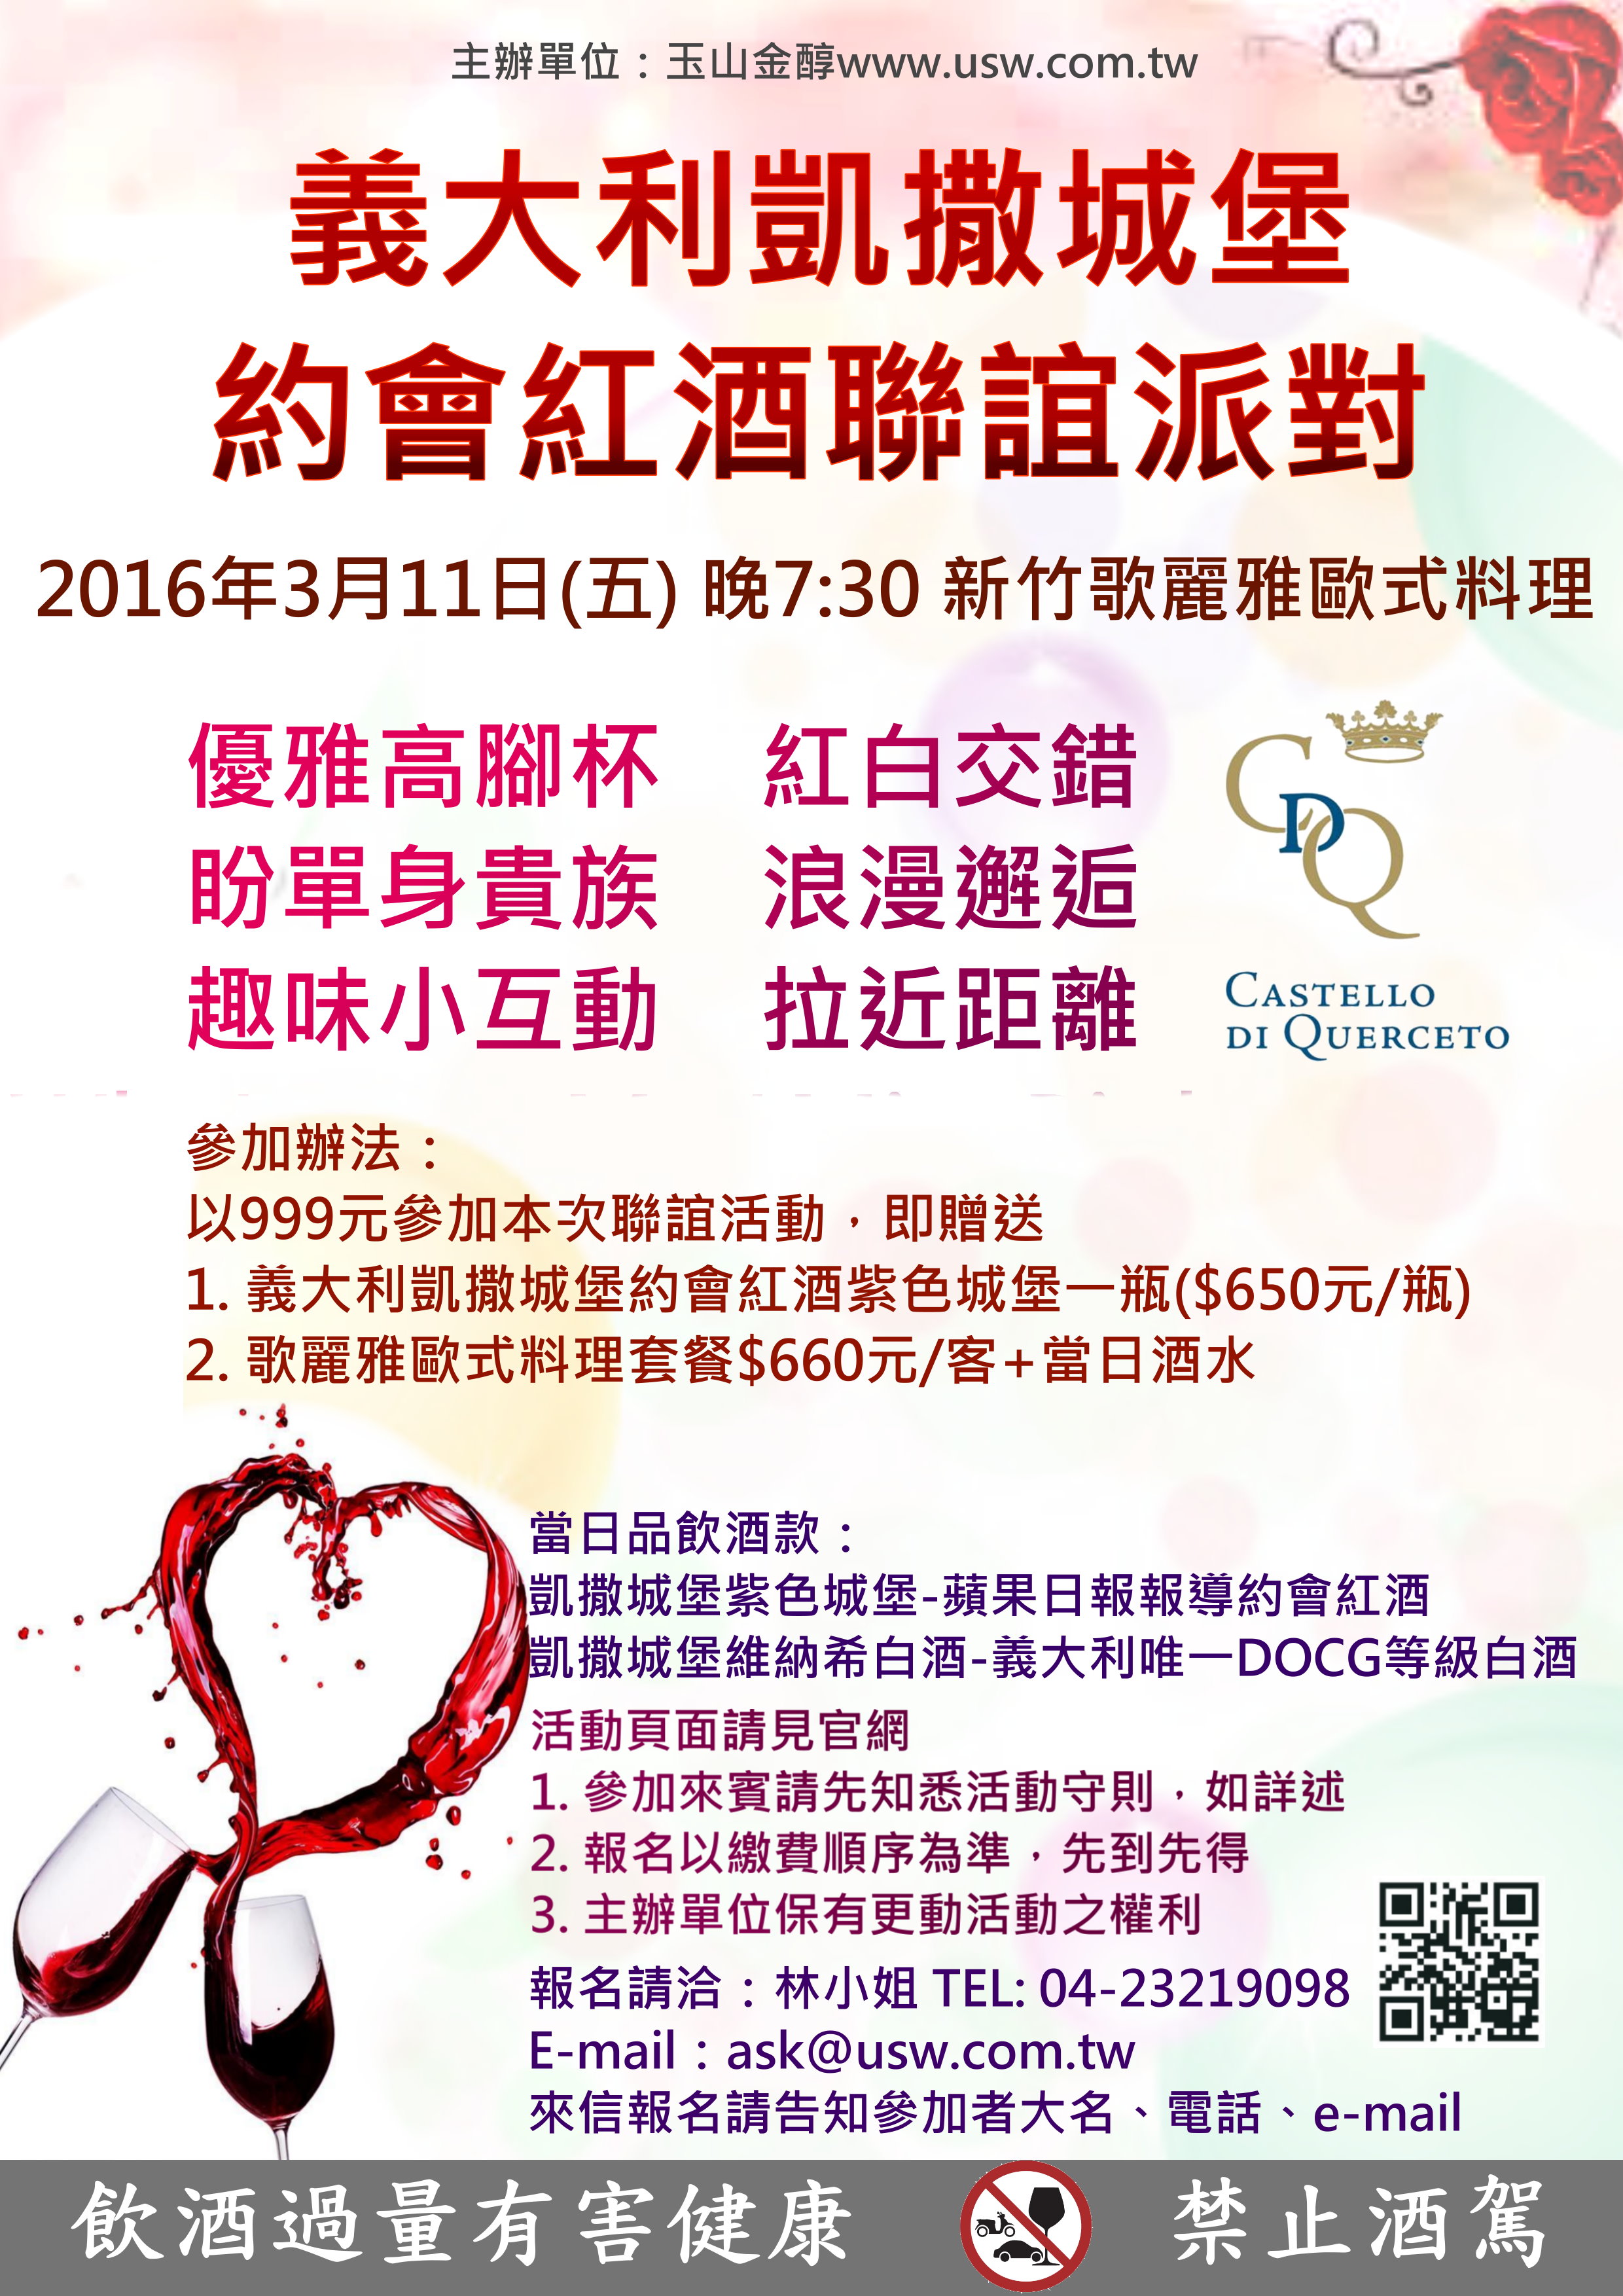 主辦單位：玉山金醇www.usw.com.tw
義大利凱撒城堡
約會紅酒聯誼派對
2016年3月11日(五) 晚7:30 新竹歌麗雅歐式料理
優雅高腳杯　紅白交錯
盼單身貴族　浪漫邂逅
趣味小互動　拉近距離
CDQ
CASTELLO
DI QUERCETO
參加辦法：
以999元參加本次聯誼活動，即贈送
1. 義大利凱撒城堡約會紅酒紫色城堡一瓶($650元/瓶)
2. 歌麗雅歐式料理套餐$660元/客+當日酒水
當日品飲酒款：
凱撒城堡紫色城堡-蘋果日報報導約會紅酒
凱撒城堡維納希白酒-義大利唯一DOCG等級白酒
活動頁面請見官網
1. 參加來賓請先知悉活動守則，如詳述
2. 報名以繳費順序為準，先到先得
3. 主辦單位保有更動活動之權利
報名請洽：林小姐 TEL: 04-23219098
E-mail：ask@usw.com.tw
來信報名請告知參加者大名、電話、e-mail
飲酒過量有害健康　禁止酒駕